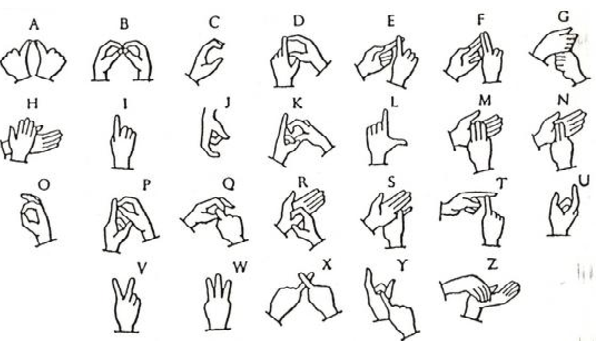 A B C D E F G
H I J K L M N
O P Q R S T U
V W X Y Z